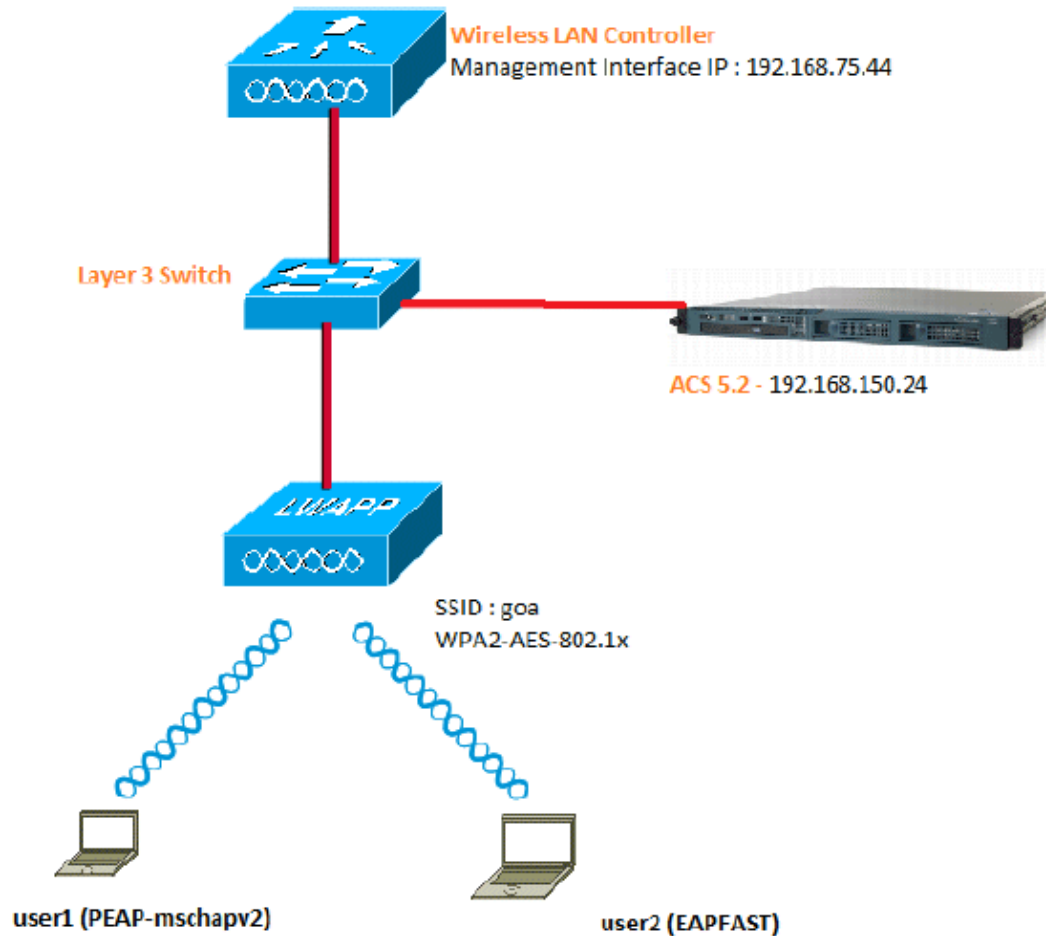 Wireless LAN Controller
Management Interface IP : 192.168.75.44
Layer 3 Switch
ACS 5.2 - 192.168.150.24
LWAPP
SSID : goa
WPA2-AES-802.1x
user1 (PEAP-mschapv2)
user2 (EAPFAST)